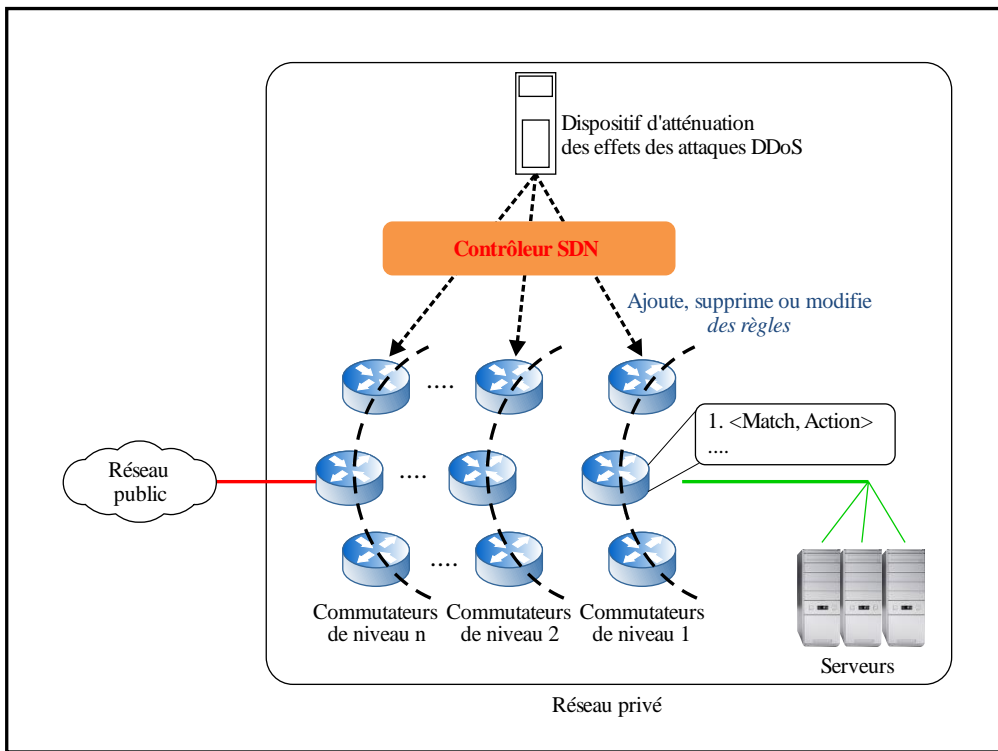 Dispositif d'atténuation
des effets des attaques DDoS
Contrôleur SDN
Ajoute, supprime ou modifie
des règles
....
....
....
1. <Match, Action>
....
Réseau
public
Commutateurs
de niveau n
Commutateurs
de niveau 2
Commutateurs
de niveau 1
Serveurs
Réseau privé